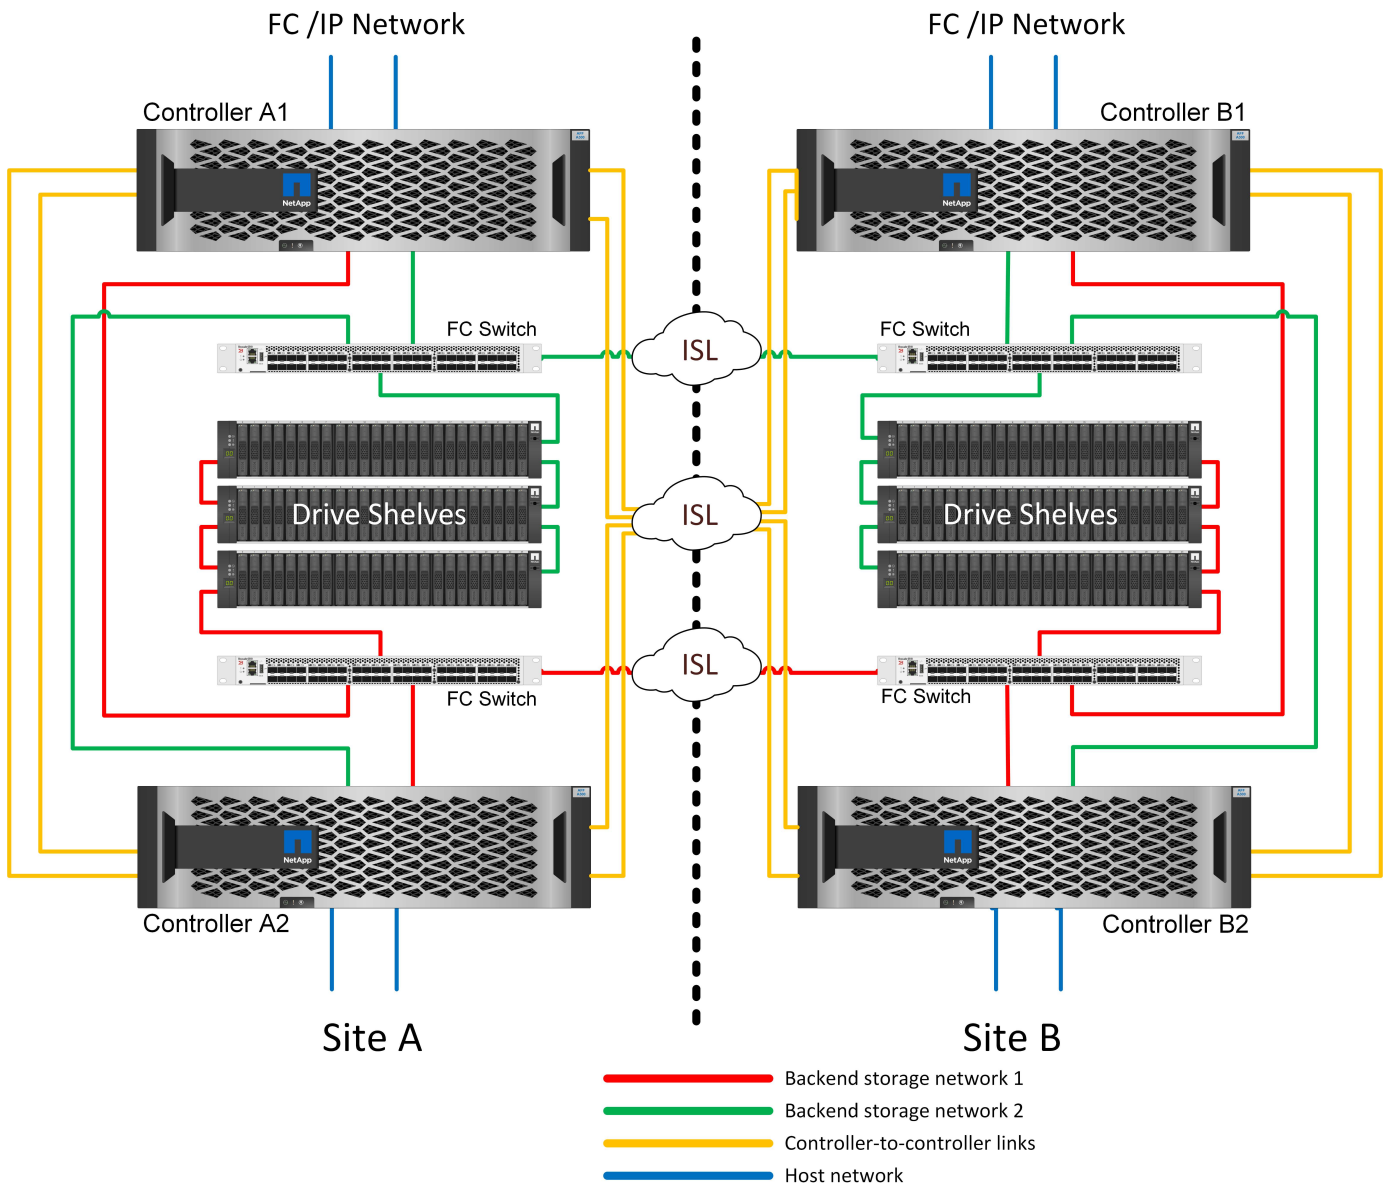 FC /IP Network
FC /IP Network
Controller A1
Controller B1
NetApp
NetApp
FC Switch
ISL
FC Switch
Drive Shelves
ISL
Drive Shelves
ISL
FC Switch
FC Switch
NetApp
NetApp
Controller A2
Controller B2
Site A
Site B
Backend storage network 1
Backend storage network 2
Controller-to-controller links
Host network